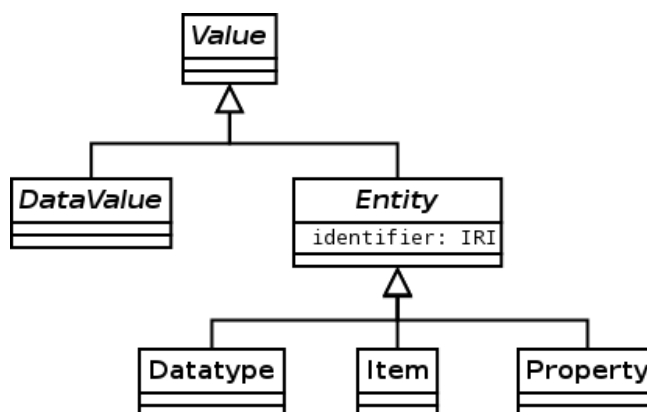 Value
DataValue
Entity
identifier: IRI
Datatype
Item
Property